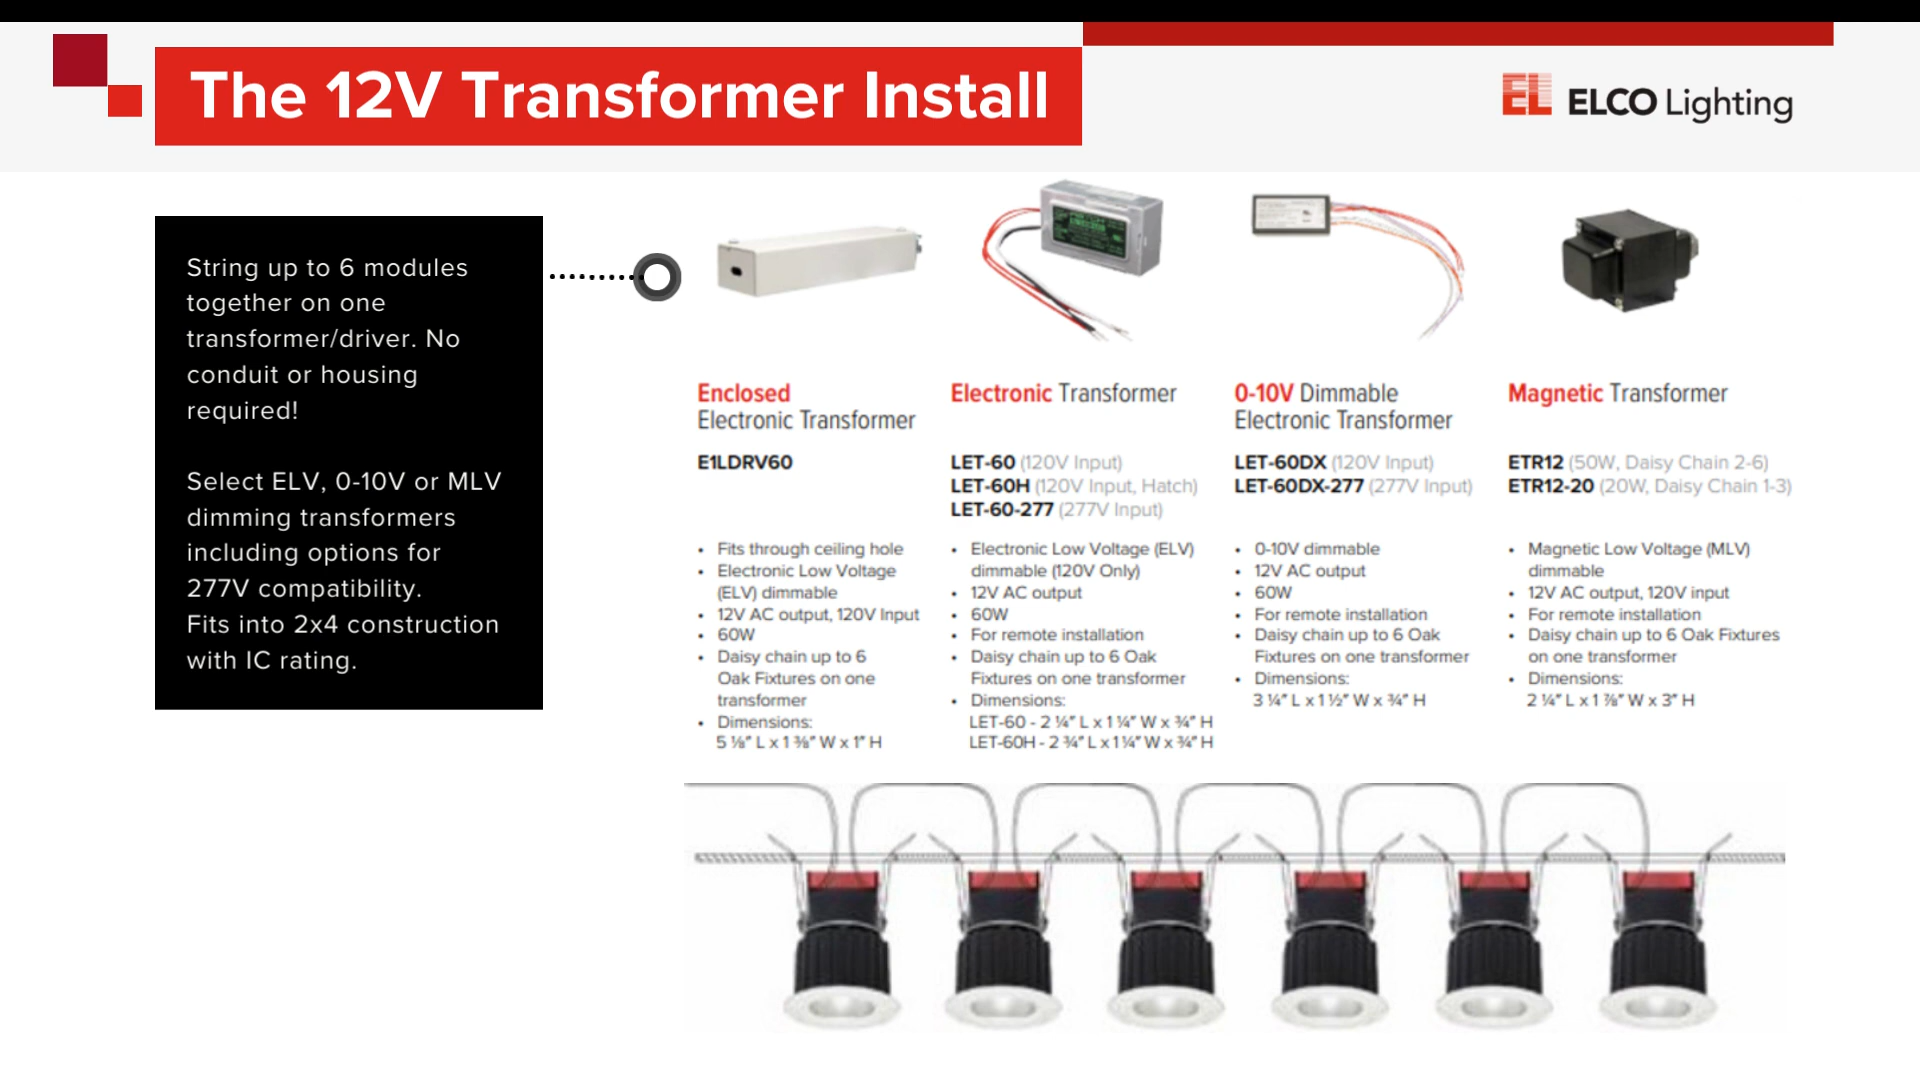 The 12V Transformer Install
EL ELCO Lighting
String up to 6 modules
together on one
transformer/driver. No
conduit or housing
required!
Select ELV, 0-10V or MLV
dimming transformers
including options for
277V compatibility.
Fits into 2x4 construction
with IC rating.
Enclosed
Electronic Transformer
E1LDRV60
• Fits through ceiling hole
• Electronic Low Voltage
(ELV) dimmable
• 12V AC output, 120V Input
• 60W
• Daisy chain up to 6
Oak Fixtures on one
transformer
• Dimensions:
5 ⅛" L x 1 ⅜" W x 1" H
Electronic Transformer
LET-60 (120V Input)
LET-60H (120V Input, Hatch)
LET-60-277 (277V Input)
• Electronic Low Voltage (ELV)
dimmable (120V Only)
• 12V AC output
• 60W
• For remote installation
• Daisy chain up to 6 Oak
Fixtures on one transformer
• Dimensions:
LET-60 - 2 ¼" L x 1 ¼" W x ¾" H
LET-60H - 2 ¾" L x 1 ¼" W x ¾" H
0-10V Dimmable
Electronic Transformer
LET-60DX (120V Input)
LET-60DX-277 (277V Input)
• 0-10V dimmable
• 12V AC output
• 60W
• For remote installation
• Daisy chain up to 6 Oak
Fixtures on one transformer
• Dimensions:
3 ¼" L x 1 ½" W x ¾" H
Magnetic Transformer
ETR12 (50W, Daisy Chain 2-6)
ETR12-20 (20W, Daisy Chain 1-3)
• Magnetic Low Voltage (MLV)
dimmable
• 12V AC output, 120V input
• For remote installation
• Daisy chain up to 6 Oak Fixtures
on one transformer
• Dimensions:
2 ¼" L x 1 ⅞" W x 3" H